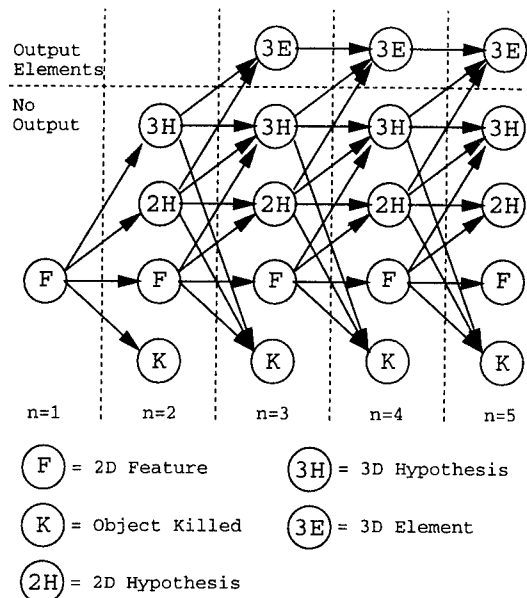 Output
Elements
3E 3E 3E
No
Output
3H 3H 3H 3H
2H 2H 2H 2H
F F F F F
K K K K
n=1 n=2 n=3 n=4 n=5
F = 2D Feature
3H = 3D Hypothesis
K = Object Killed
3E = 3D Element
2H = 2D Hypothesis